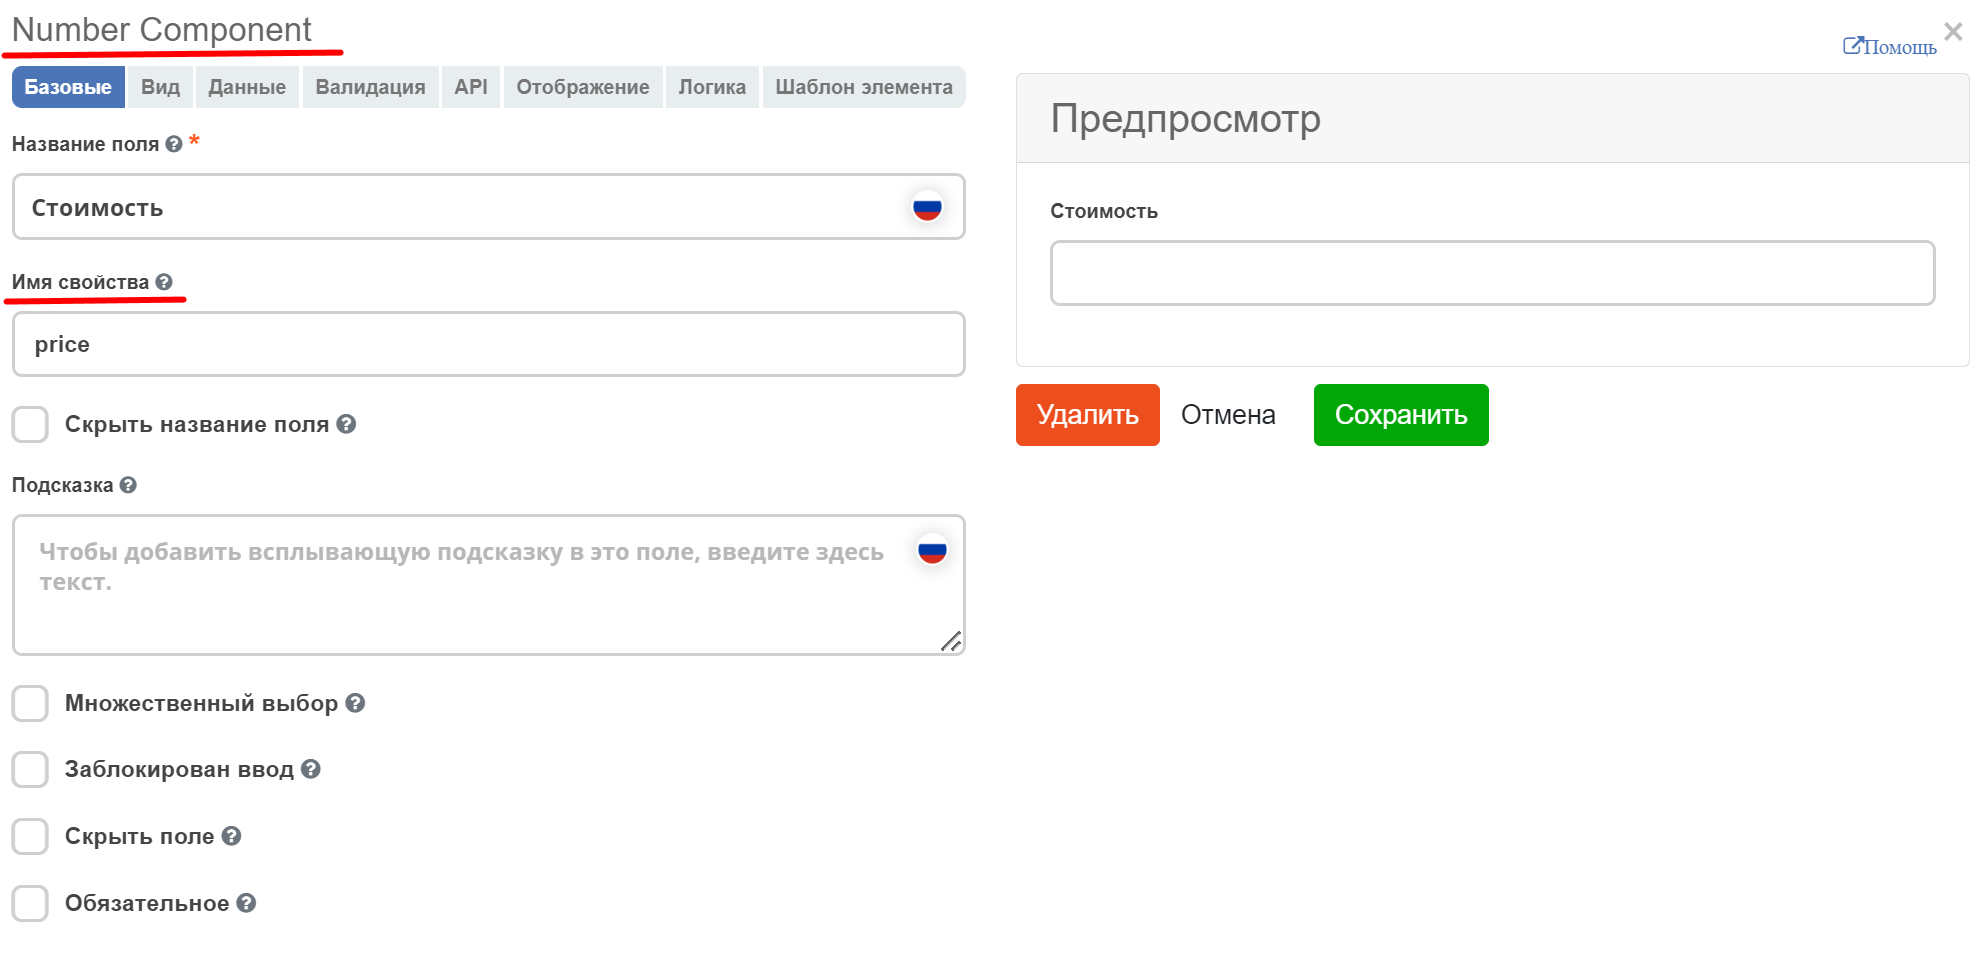 Number Component
Помощь
Базовые Вид Данные Валидация API Отображение Логика Шаблон элемента
Название поля *
Стоимость
Имя свойства
price
Скрыть название поля
Подсказка
Чтобы добавить всплывающую подсказку в это поле, введите здесь
текст.
Множественный выбор
Заблокирован ввод
Скрыть поле
Обязательное
Предпросмотр
Стоимость
Удалить Отмена Сохранить